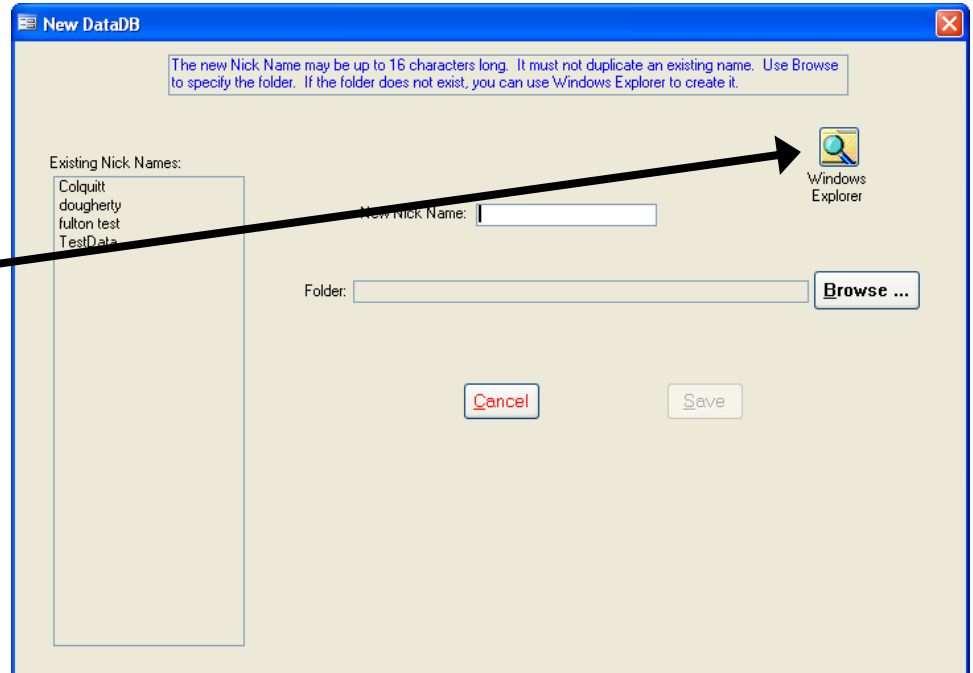 New DataDB
The new Nick Name may be up to 16 characters long. It must not duplicate an existing name. Use Browse
to specify the folder. If the folder does not exist, you can use Windows Explorer to create it.
Windows
Explorer
Existing Nick Names:
Colquitt
dougherty
fulton test
TestData
New Nick Name:
Folder:
Browse ...
Cancel
Save